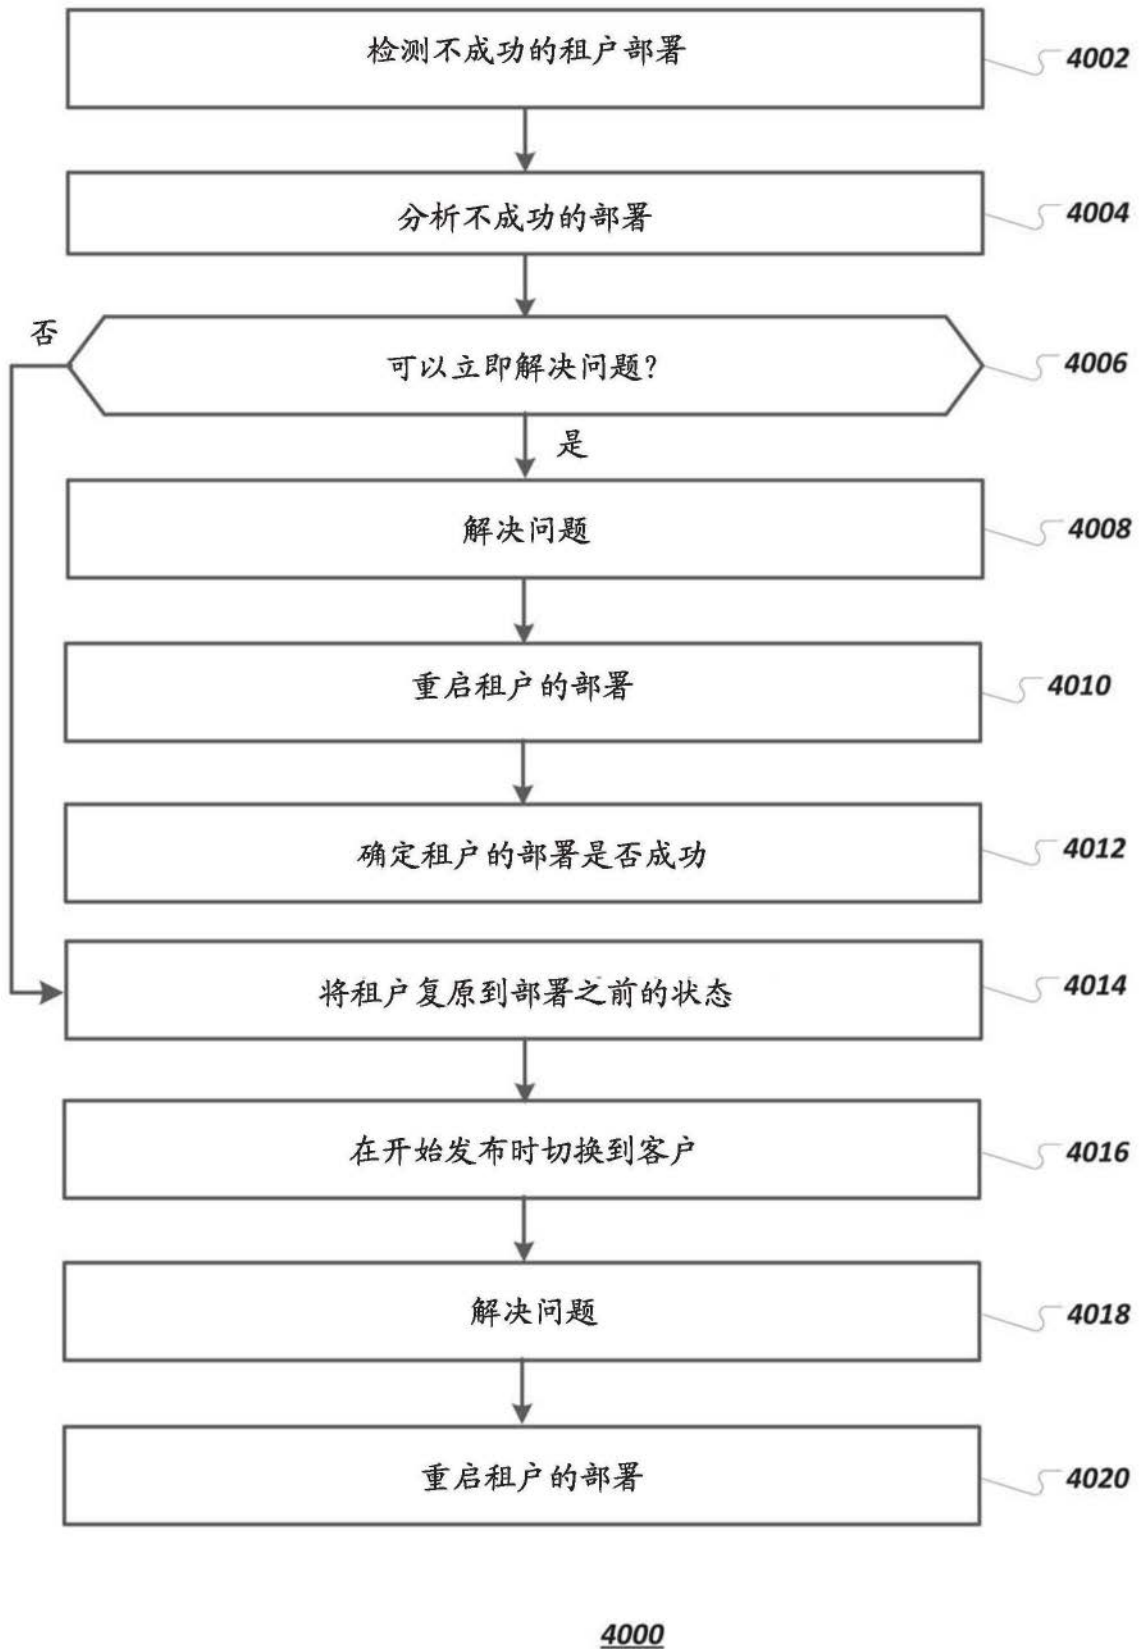 检测不成功的租户部署
4002
分析不成功的部署
4004
否
可以立即解决问题?
4006
是
解决问题
4008
重启租户的部署
4010
确定租户的部署是否成功
4012
将租户复原到部署之前的状态
4014
在开始发布时切换到客户
4016
解决问题
4018
重启租户的部署
4020
4000